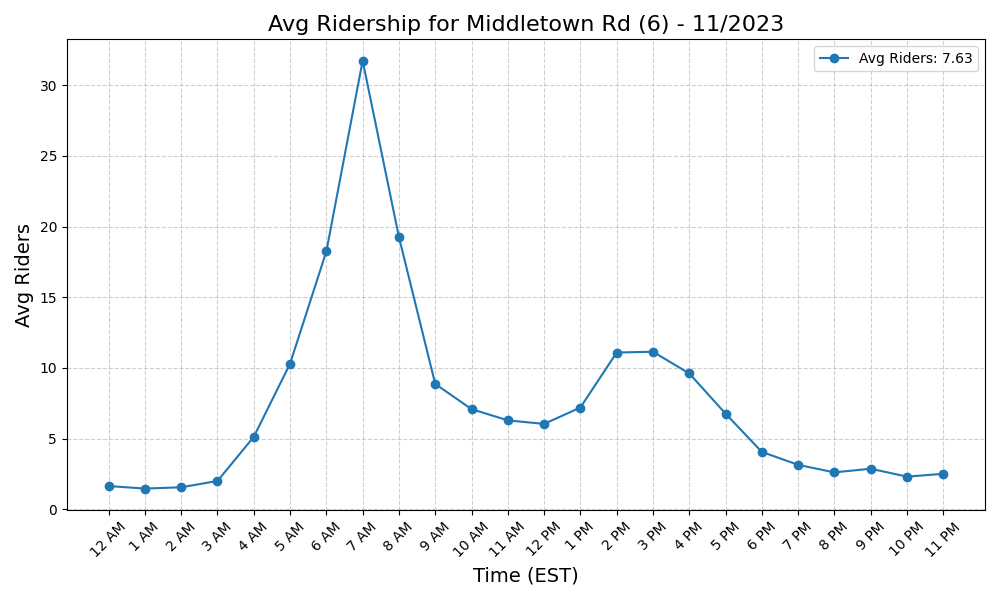 Avg Ridership for Middletown Rd (6) - 11/2023
Avg Riders: 7.63
Avg Riders
30
25
20
15
10
5
0
12 AM
1 AM
2 AM
3 AM
4 AM
5 AM
6 AM
7 AM
8 AM
9 AM
10 AM
11 AM
12 PM
1 PM
2 PM
3 PM
4 PM
5 PM
6 PM
7 PM
8 PM
9 PM
10 PM
11 PM
Time (EST)